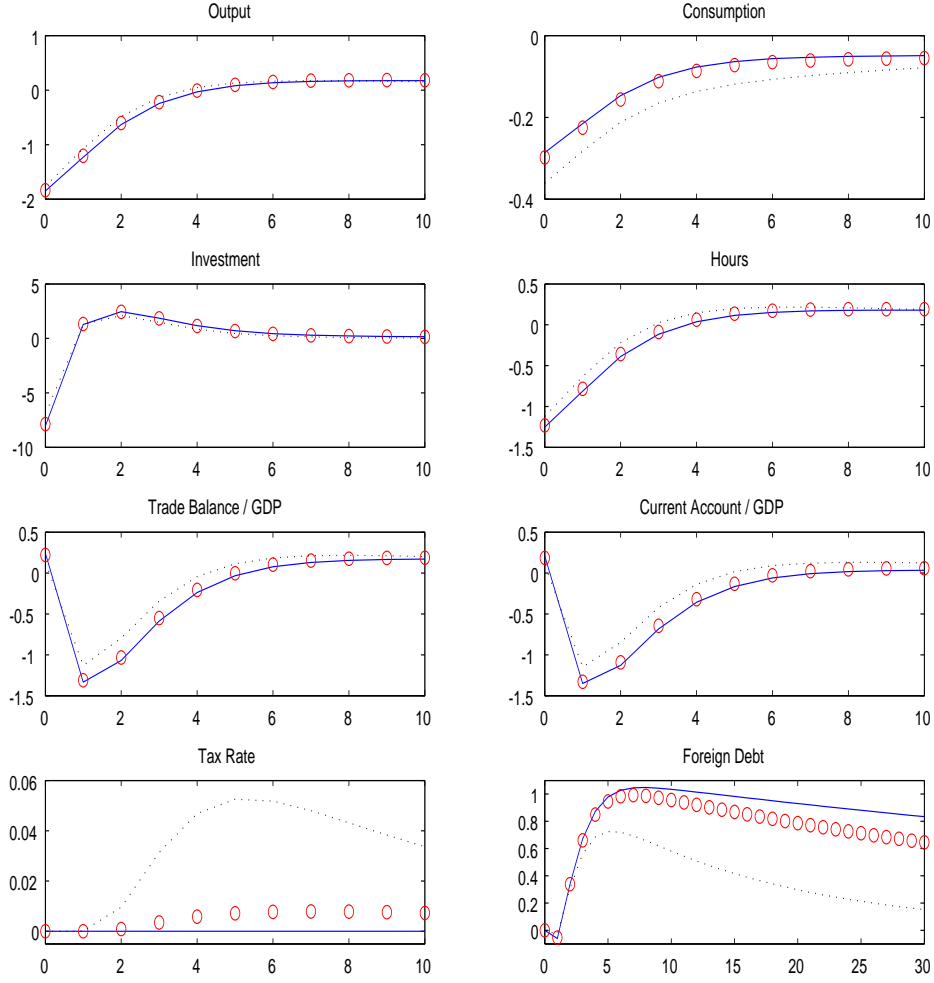 Output
1
0
-1
-2
0 2 4 6 8 10
Consumption
0
-0.2
-0.4
0 2 4 6 8 10
Investment
5
0
-5
-10
0 2 4 6 8 10
Hours
0.5
0
-0.5
-1
-1.5
0 2 4 6 8 10
Trade Balance / GDP
0.5
0
-0.5
-1
-1.5
0 2 4 6 8 10
Current Account / GDP
0.5
0
-0.5
-1
-1.5
0 2 4 6 8 10
Tax Rate
0.06
0.04
0.02
0
0 2 4 6 8 10
Foreign Debt
1
0.8
0.6
0.4
0.2
0
0 5 10 15 20 25 30